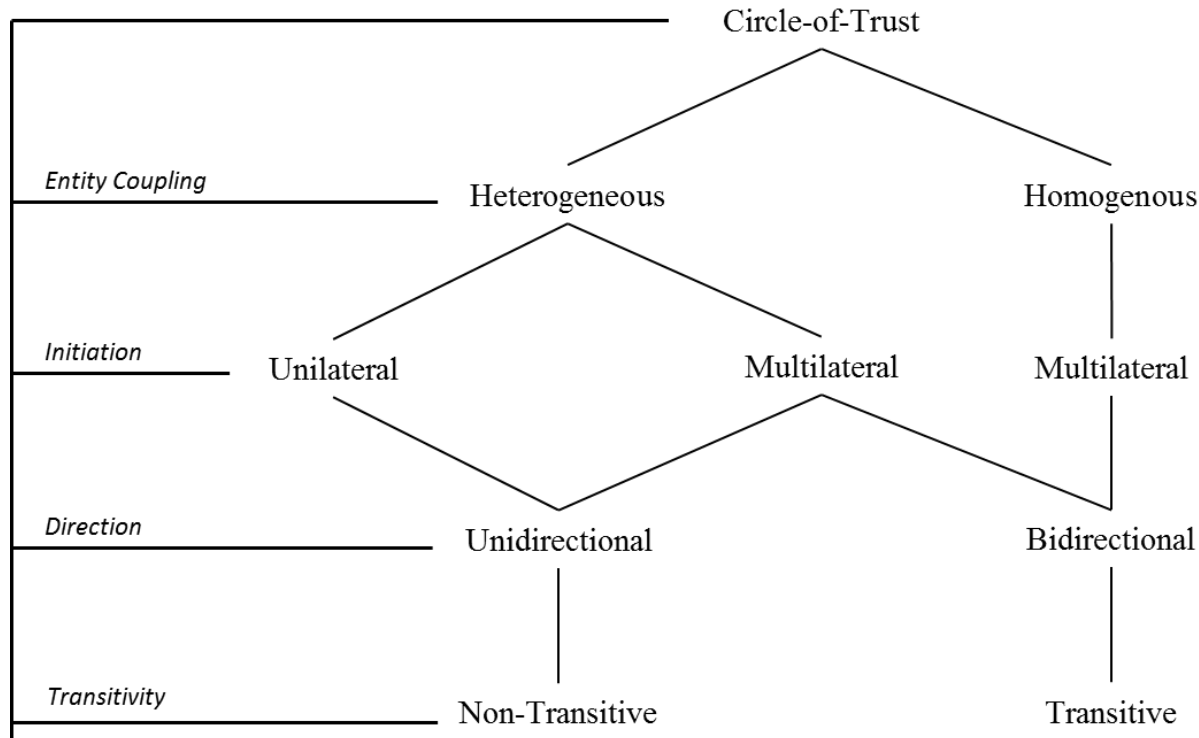 Circle-of-Trust
Entity Coupling
Heterogeneous
Homogenous
Initiation
Unilateral
Multilateral
Multilateral
Direction
Unidirectional
Bidirectional
Transitivity
Non-Transitive
Transitive